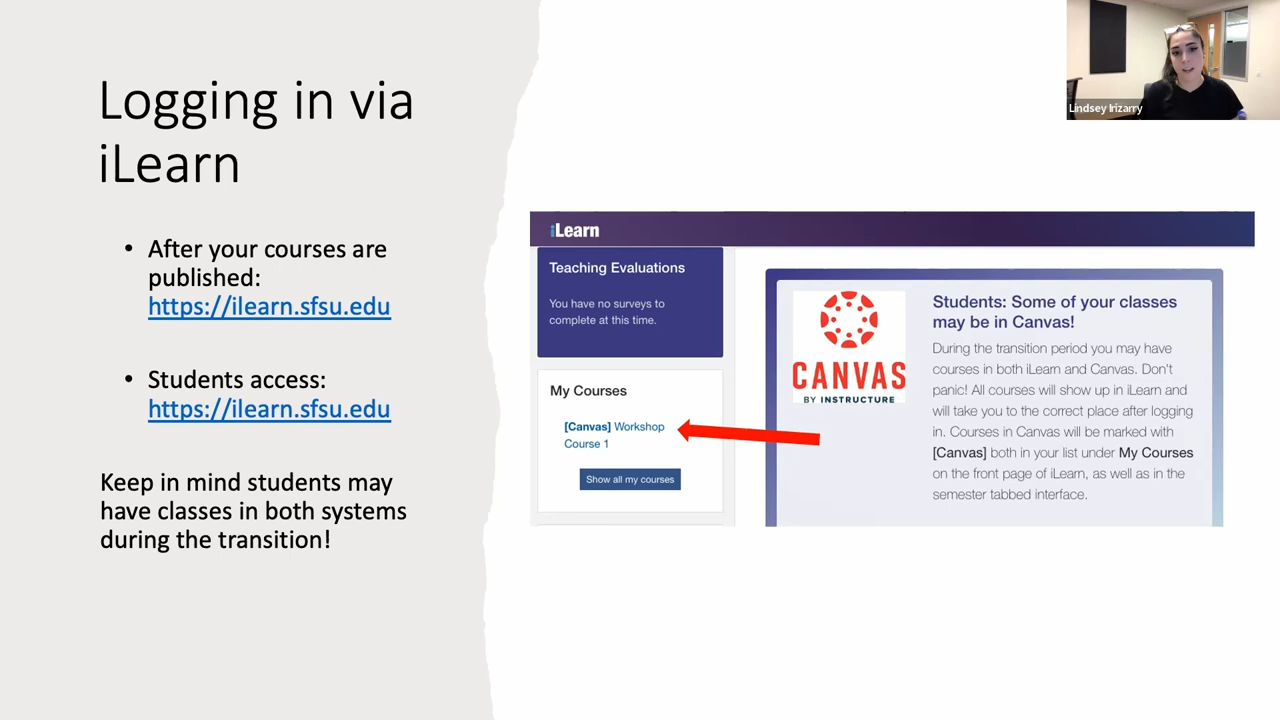 Logging in via
iLearn
• After your courses are
published:
https://ilearn.sfsu.edu
• Students access:
https://ilearn.sfsu.edu
Keep in mind students may
have classes in both systems
during the transition!
Lindsey Irizarry
iLearn
Teaching Evaluations
You have no surveys to
complete at this time.
My Courses
[Canvas] Workshop
Course 1
Show all my courses
CANVAS
BY INSTRUCTURE
Students: Some of your classes
may be in Canvas!
During the transition period you may have
courses in both iLearn and Canvas. Don't
panic! All courses will show up in iLearn and
will take you to the correct place after logging
in. Courses in Canvas will be marked with
[Canvas] both in your list under My Courses
on the front page of iLearn, as well as in the
semester tabbed interface.